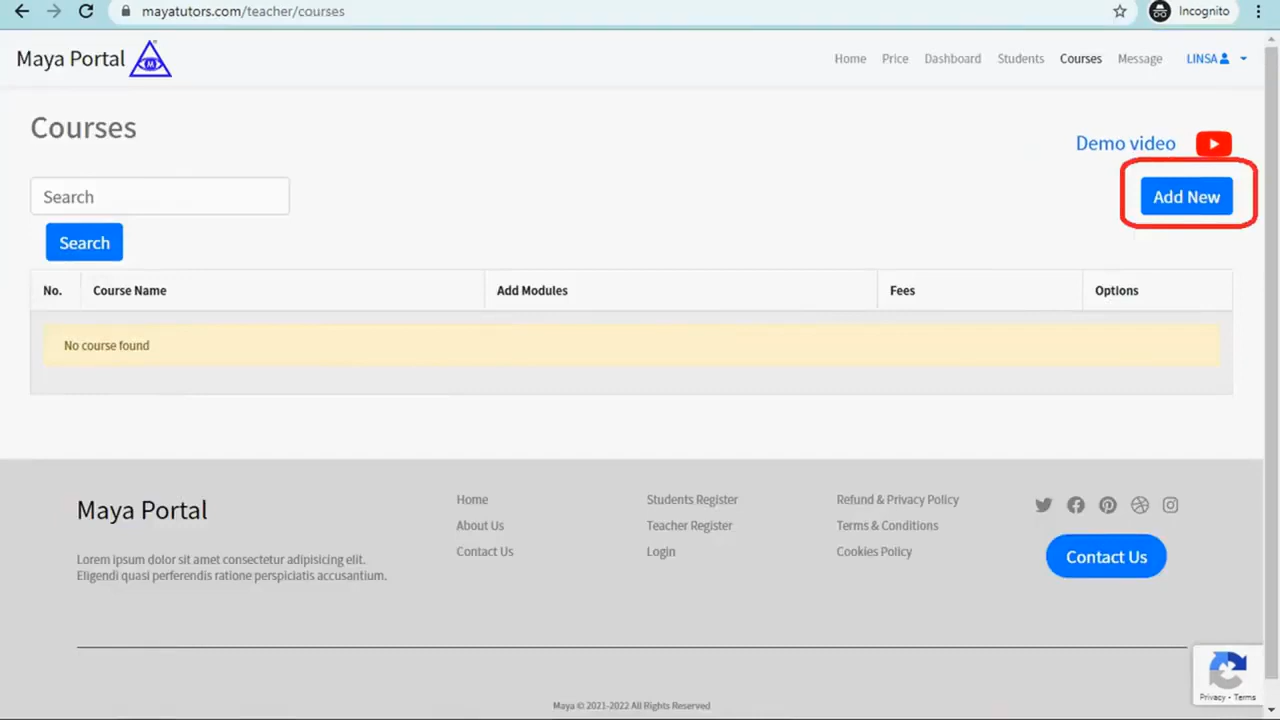 mayatutors.com/teacher/courses
Incognito
Maya Portal
M
Home Price Dashboard Students Courses Message LINSA
Courses
Demo video
Search
Add New
Search
No. Course Name Add Modules Fees Options
No course found
Maya Portal
Lorem ipsum dolor sit amet consectetur adipisicing elit.
Eligendi quasi perferendis ratione perspiciatis accusantium.
Home
About Us
Contact Us
Students Register
Teacher Register
Login
Refund & Privacy Policy
Terms & Conditions
Cookies Policy
Contact Us
Privacy - Terms
Maya © 2021-2022 All Rights Reserved